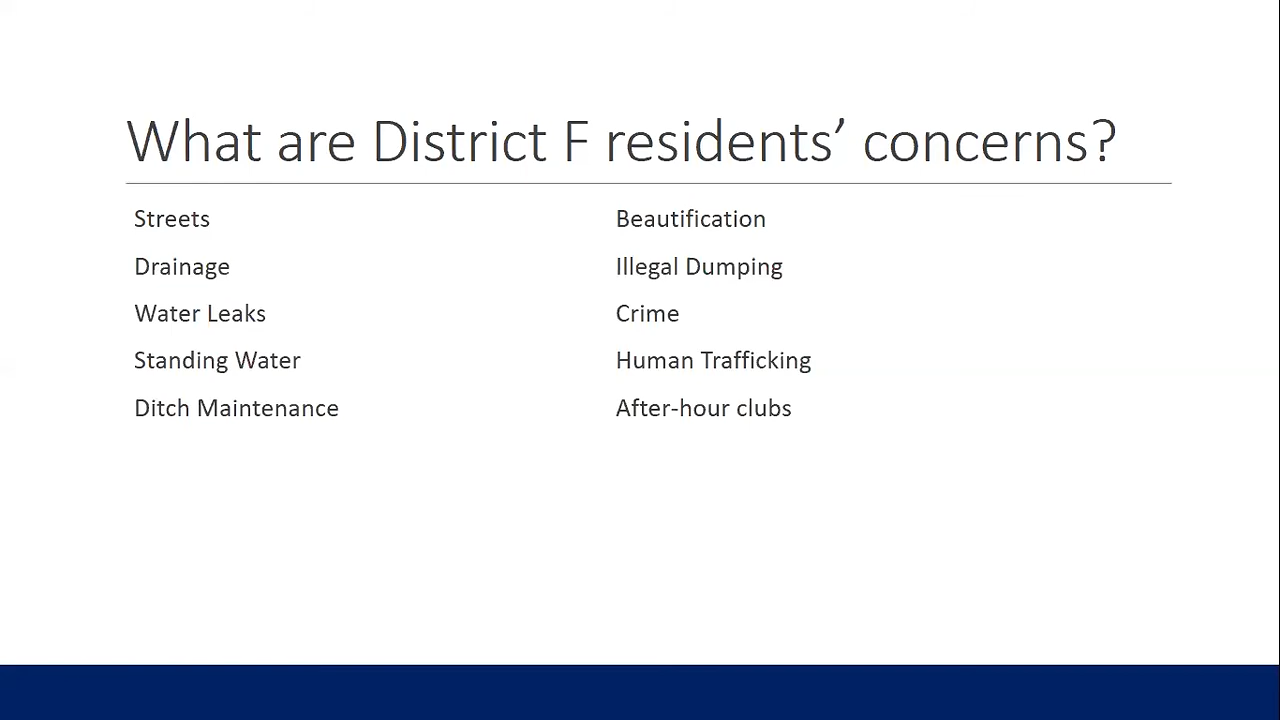 What are District F residents’ concerns?
Streets
Drainage
Water Leaks
Standing Water
Ditch Maintenance
Beautification
Illegal Dumping
Crime
Human Trafficking
After-hour clubs